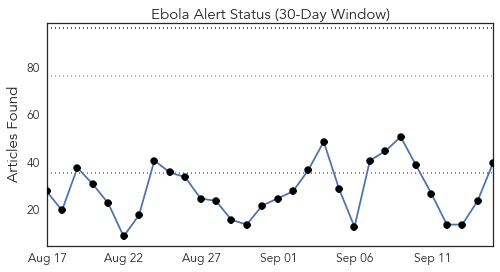 Ebola Alert Status (30-Day Window)
Articles Found
80
60
40
20
Aug 17
Aug 22
Aug 27
Sep 01
Sep 06
Sep 11